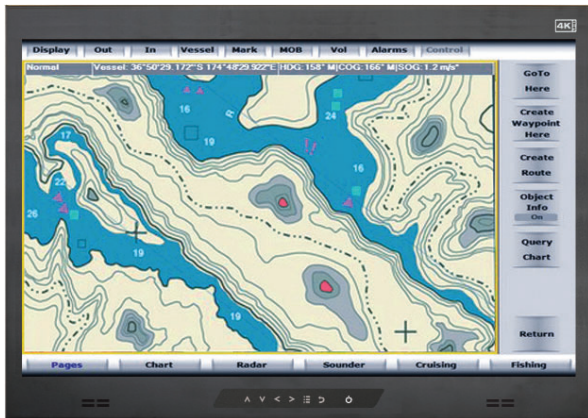 4K
Display Out In Vessel Mark MOB Vol Alarms Control
Normal Vessel: 36°50'29.172"S 174°48'29.922"E HDG: 158° M COG: 166° M SOG: 1.2 m/s
GoTo
Here
Create
Waypoint
Here
Create
Route
Object
Info
On
Query
Chart
Return
16
19
R
24
16
17
22
26
19
19
Pages Chart Radar Sounder Cruising Fishing